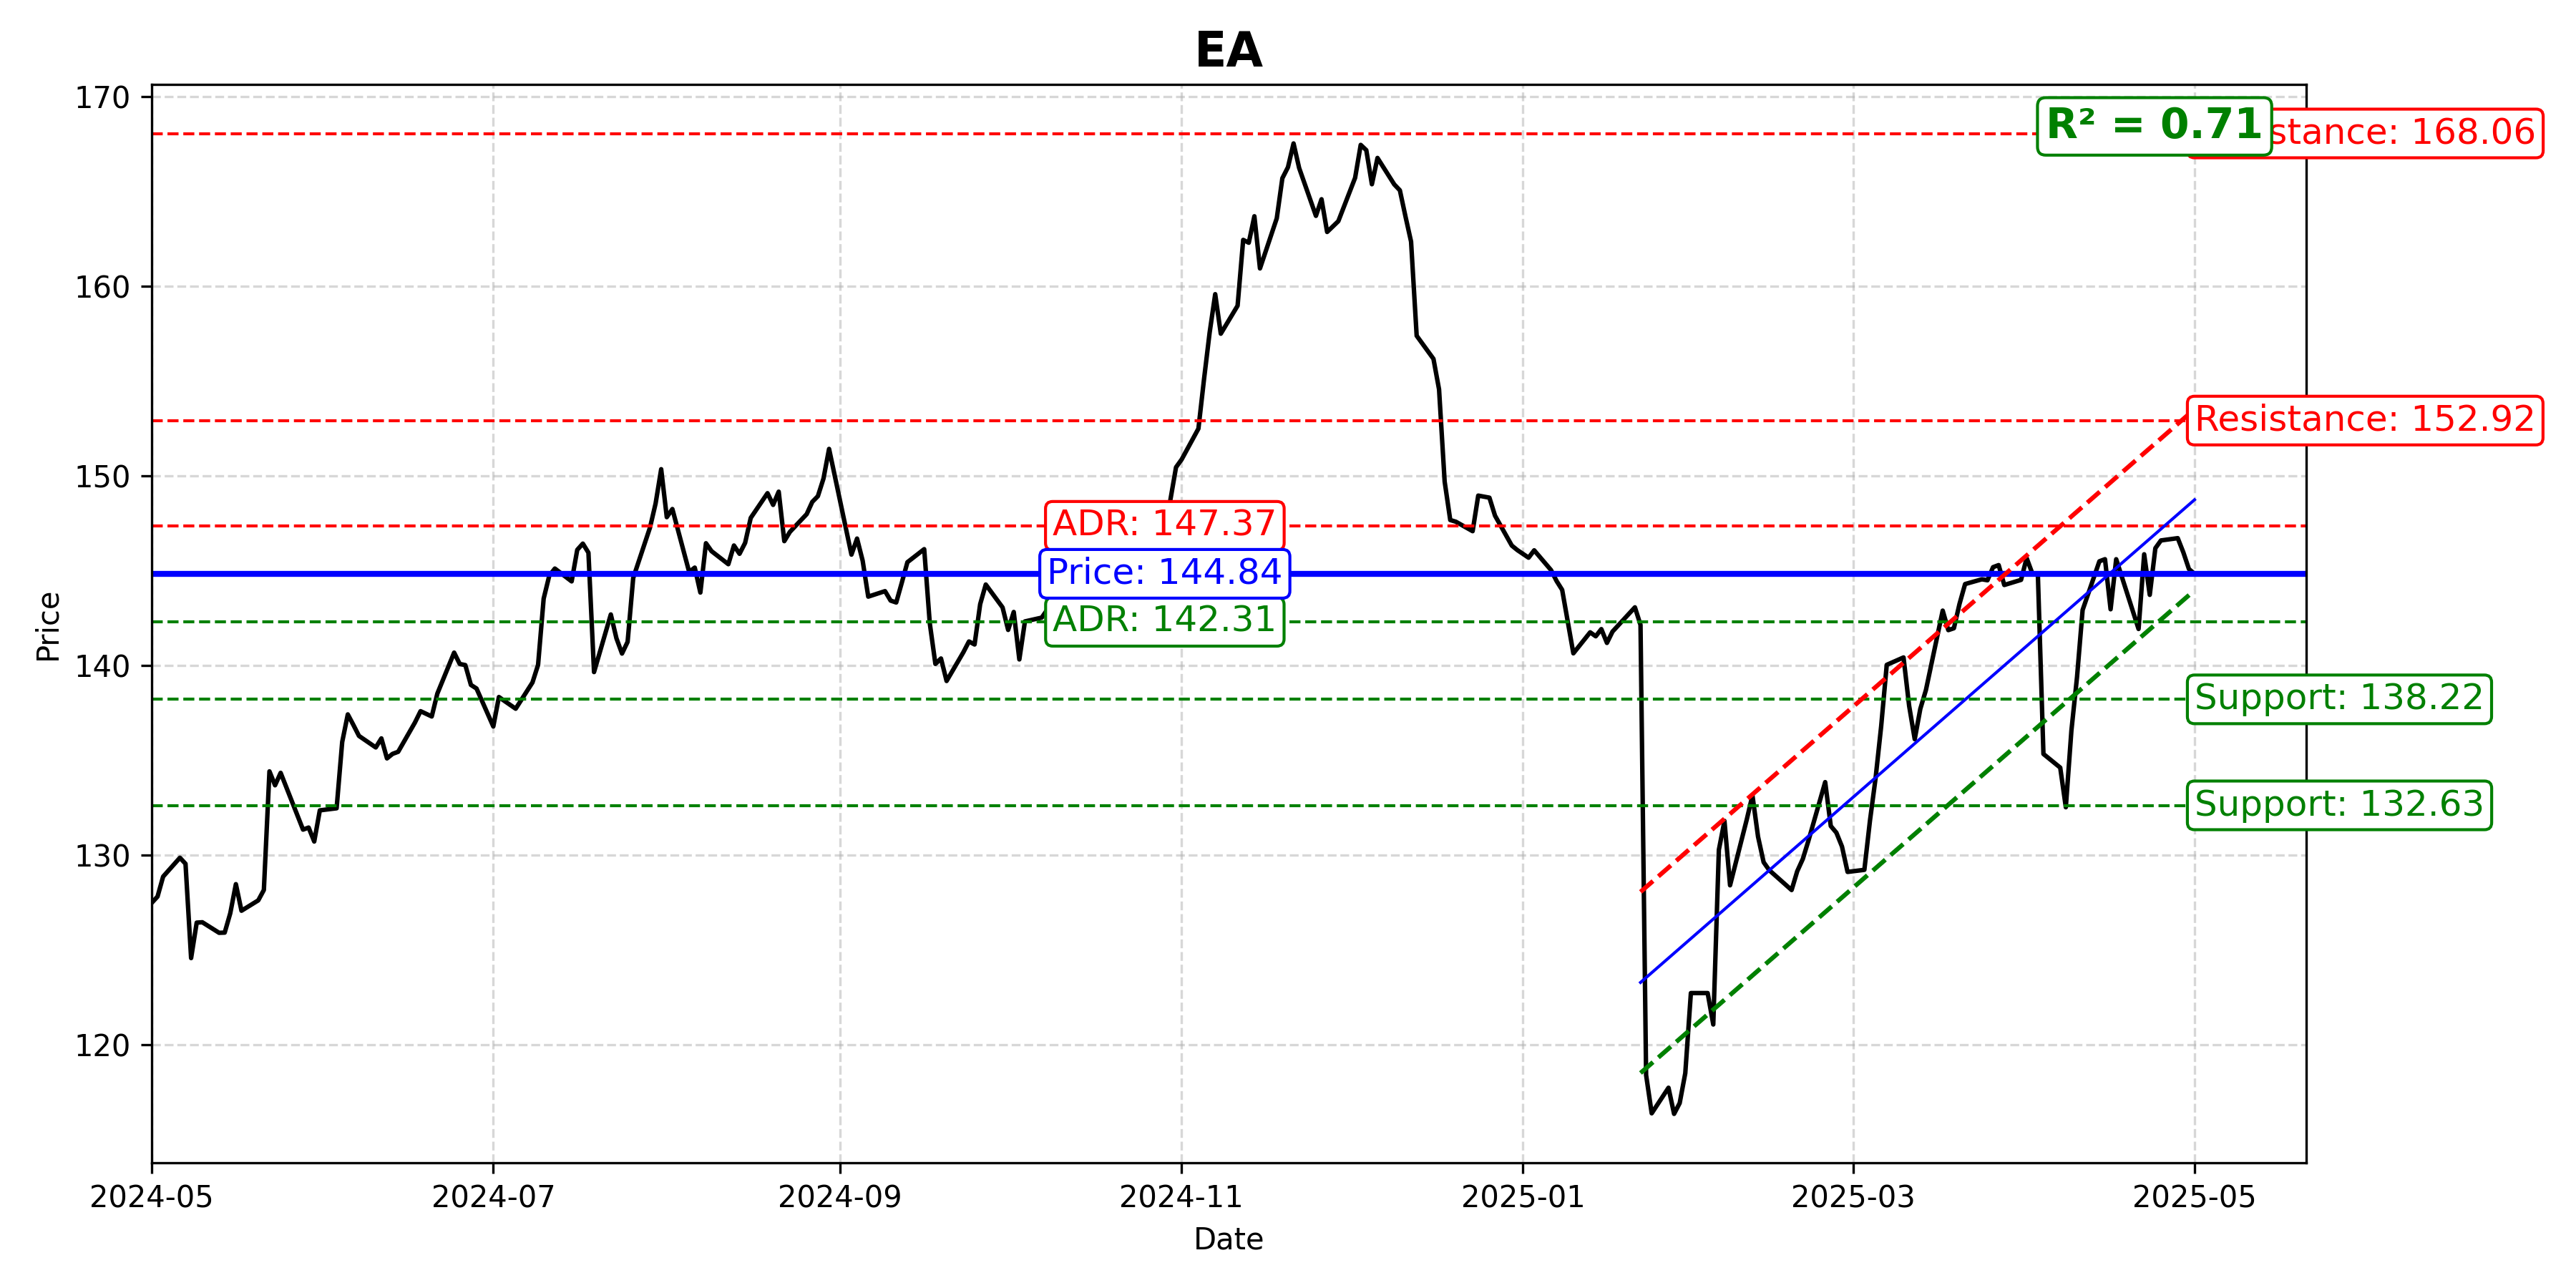 EA
170
160
150
140
130
120
Price
R² = 0.71
stance: 168.06
Resistance: 152.92
ADR: 147.37
Price: 144.84
ADR: 142.31
Support: 138.22
Support: 132.63
2024-05
2024-07
2024-09
2024-11
2025-01
2025-03
2025-05
Date